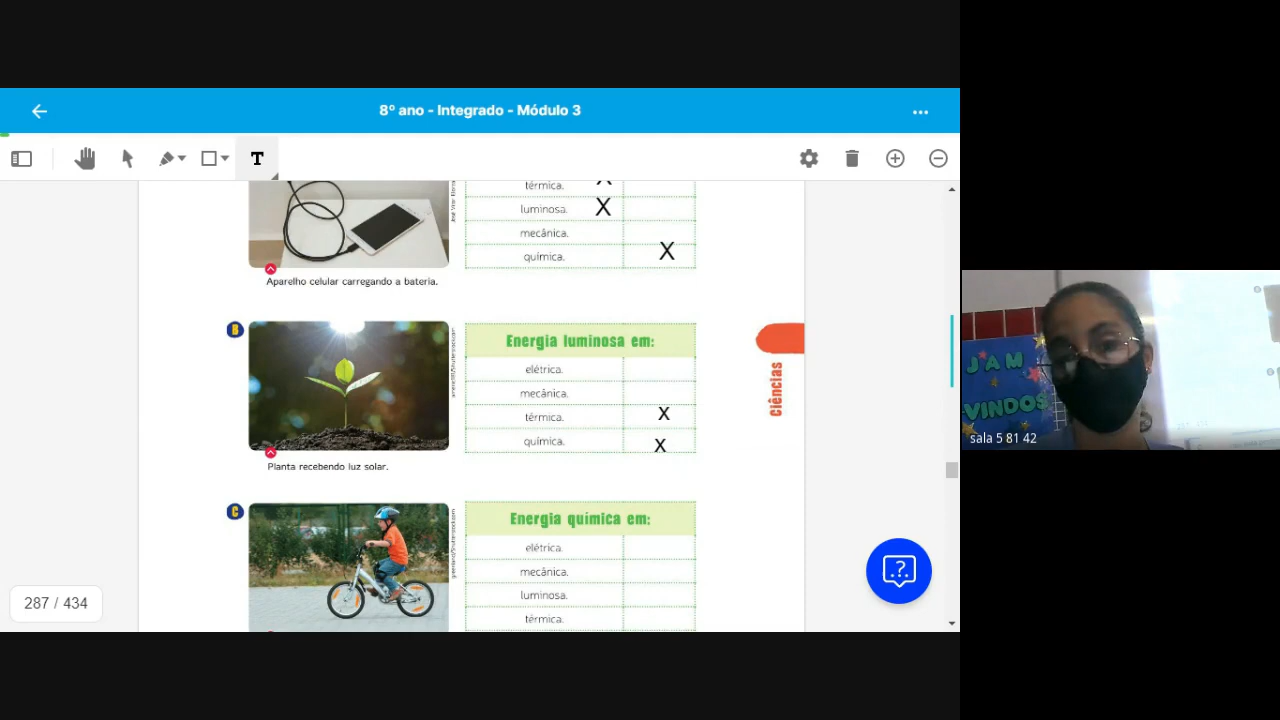 8º ano - Integrado - Módulo 3
T
térmica. X
luminosa. X
mecânica.
química. X
Aparelho celular carregando a bateria.
B
Energia luminosa em:
elétrica.
mecânica.
térmica. X
química. X
Planta recebendo luz solar.
Ciências
C
Energia química em:
elétrica.
mecânica.
luminosa.
térmica.
287 / 434
?
JAM
VINDOS
sala 5 81 42